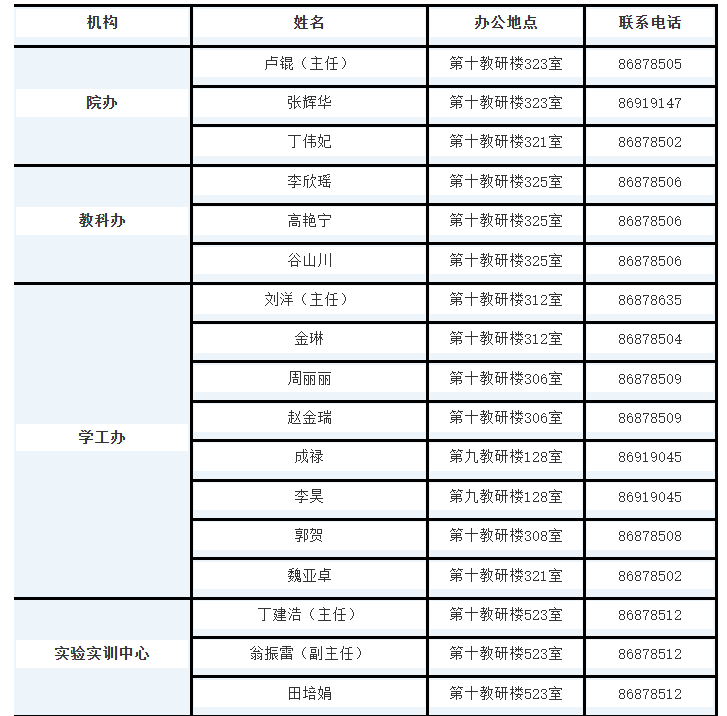 机构 姓名 办公地点 联系电话
卢锟（主任） 第十教研楼323室 86878505
院办 张辉华 第十教研楼323室 86919147
丁伟妃 第十教研楼321室 86878502
李欣瑶 第十教研楼325室 86878506
教科办 高艳宁 第十教研楼325室 86878506
谷山川 第十教研楼325室 86878506
刘洋（主任） 第十教研楼312室 86878635
金琳 第十教研楼312室 86878504
周丽丽 第十教研楼306室 86878509
赵金瑞 第十教研楼306室 86878509
学工办
成禄 第九教研楼128室 86919045
李昊 第九教研楼128室 86919045
郭贺 第十教研楼308室 86878508
魏亚卓 第十教研楼321室 86878502
丁建浩（主任） 第十教研楼523室 86878512
实验实训中心 翁振雷（副主任） 第十教研楼523室 86878512
田培娟 第十教研楼523室 86878512